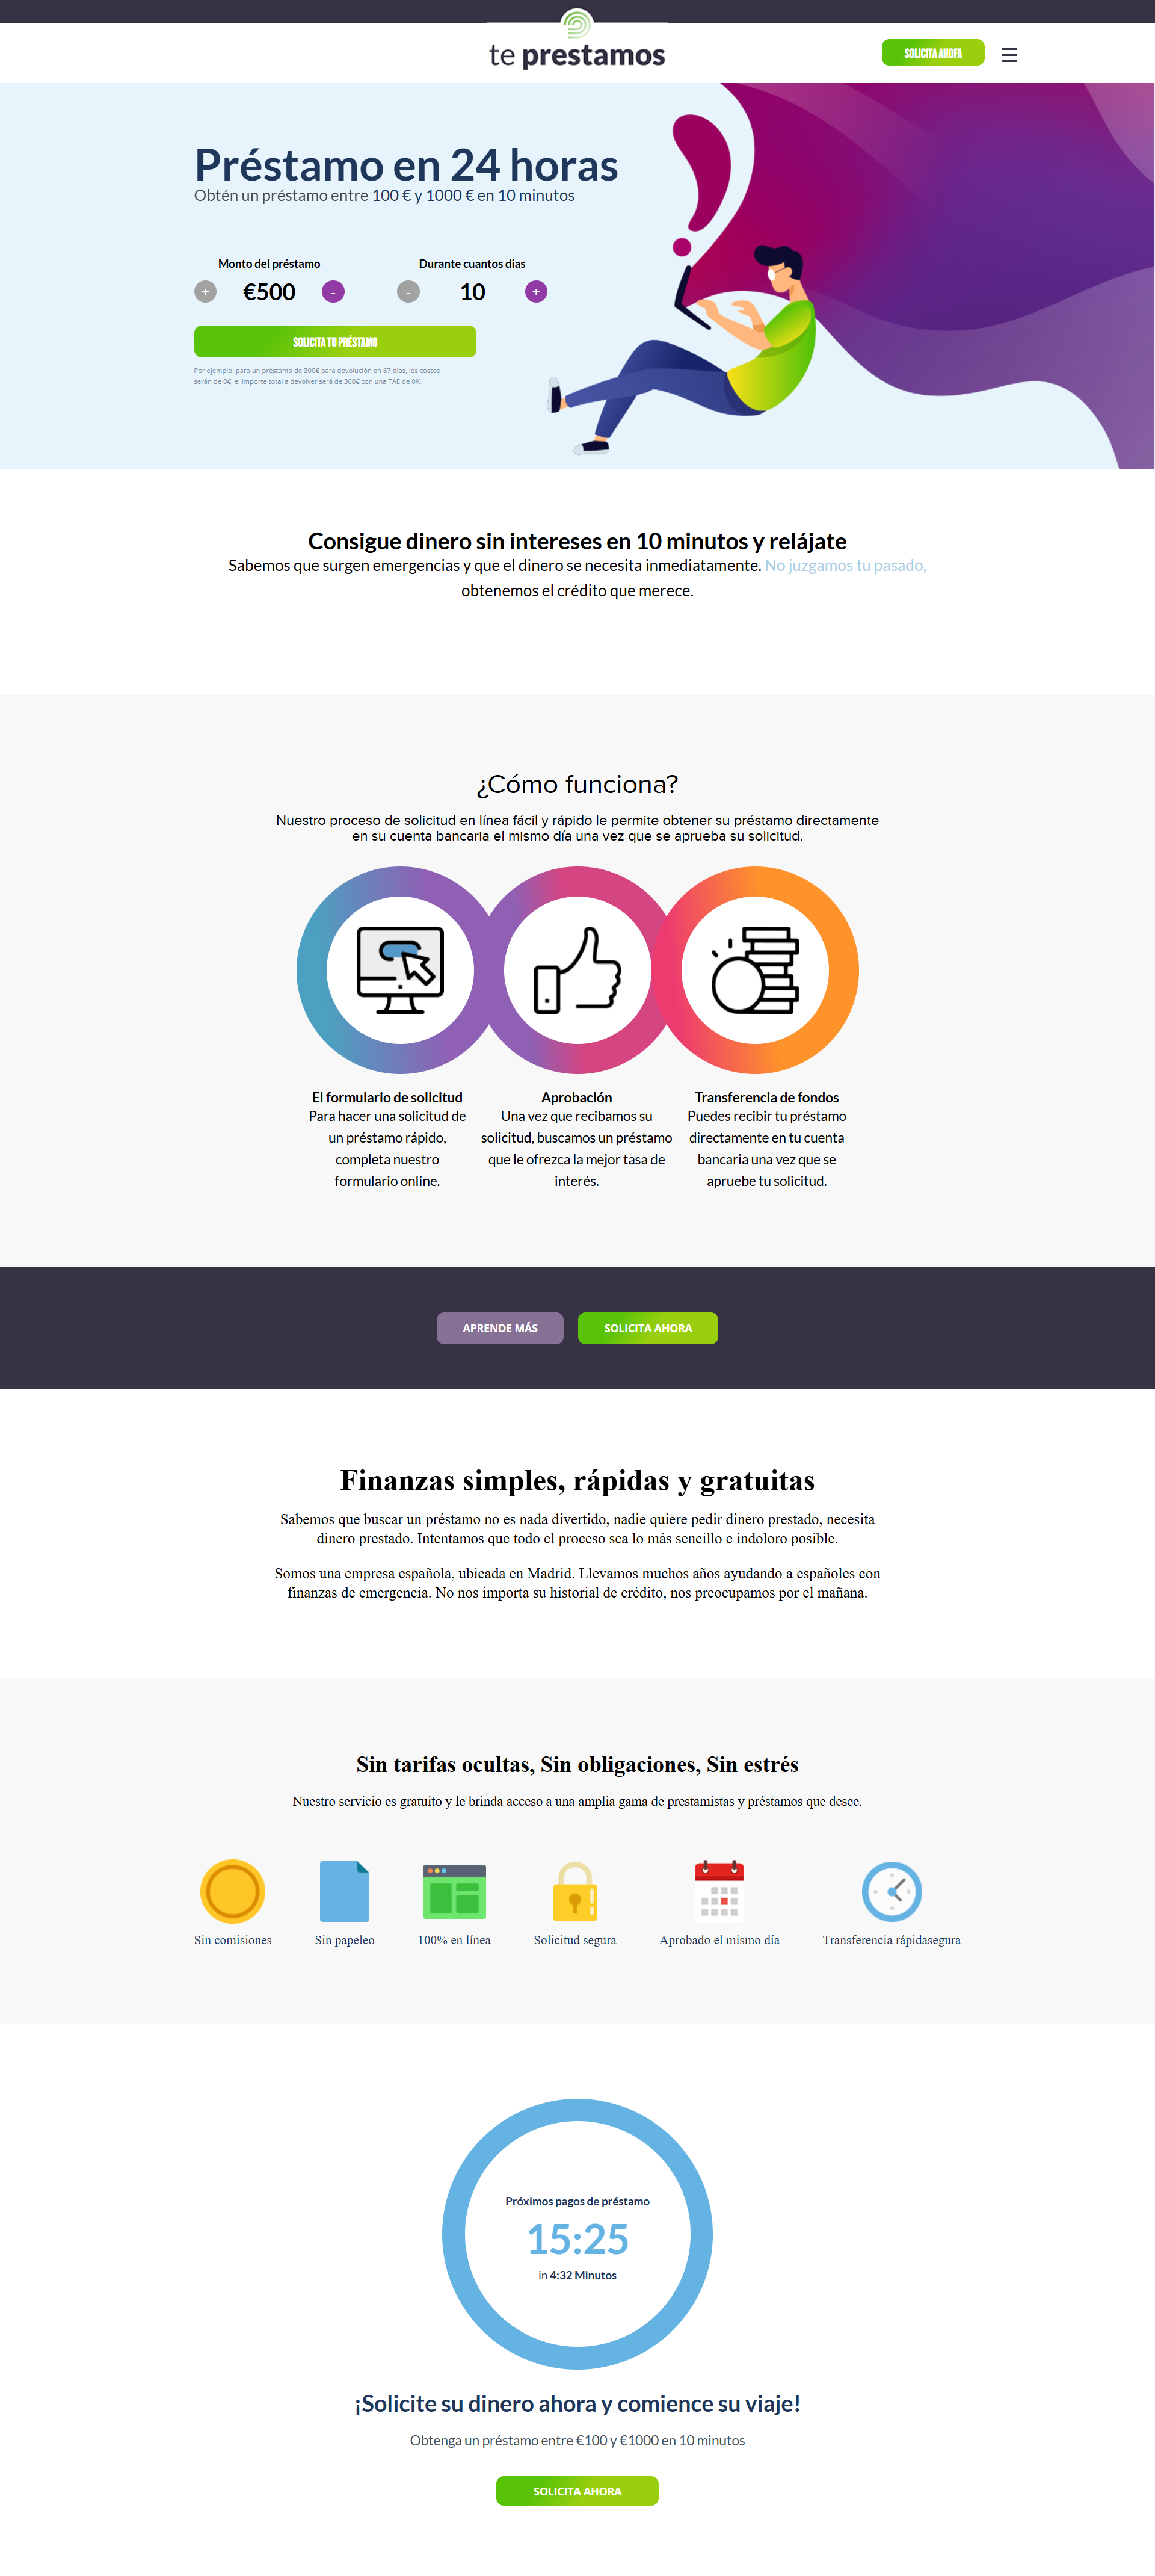 te prestamos
SOLICITA AHOFA
Préstamo en 24 horas
Obtén un préstamo entre 100 € y 1000 € en 10 minutos
Monto del préstamo
Durante cuantos dias
+ €500 -
- 10 +
SOLICITA TU PRÉSTAMO
Por ejemplo, para un préstamo de 300€ para devolución en 67 días, los costos
serán de 0€, el importe total a devolver será de 300€ con una TAE de 0%.
Consigue dinero sin intereses en 10 minutos y relájate
Sabemos que surgen emergencias y que el dinero se necesita inmediatamente. No juzgamos tu pasado,
obtenemos el crédito que merece.
¿Cómo funciona?
Nuestro proceso de solicitud en línea fácil y rápido le permite obtener su préstamo directamente
en su cuenta bancaria el mismo día una vez que se aprueba su solicitud.
El formulario de solicitud
Para hacer una solicitud de
un préstamo rápido,
completa nuestro
formulario online.
Aprobación
Una vez que recibamos su
solicitud, buscamos un préstamo
que le ofrezca la mejor tasa de
interés.
Transferencia de fondos
Puedes recibir tu préstamo
directamente en tu cuenta
bancaria una vez que se
apruebe tu solicitud.
APRENDE MÁS
SOLICITA AHORA
Finanzas simples, rápidas y gratuitas
Sabemos que buscar un préstamo no es nada divertido, nadie quiere pedir dinero prestado, necesita
dinero prestado. Intentamos que todo el proceso sea lo más sencillo e indoloro posible.
Somos una empresa española, ubicada en Madrid. Llevamos muchos años ayudando a españoles con
finanzas de emergencia. No nos importa su historial de crédito, nos preocupamos por el mañana.
Sin tarifas ocultas, Sin obligaciones, Sin estrés
Nuestro servicio es gratuito y le brinda acceso a una amplia gama de prestamistas y préstamos que desee.
Sin comisiones
Sin papeleo
100% en línea
Solicitud segura
Aprobado el mismo día
Transferencia rápidasegura
Próximos pagos de préstamo
15:25
in 4:32 Minutos
¡Solicite su dinero ahora y comience su viaje!
Obtenga un préstamo entre €100 y €1000 en 10 minutos
SOLICITA AHORA